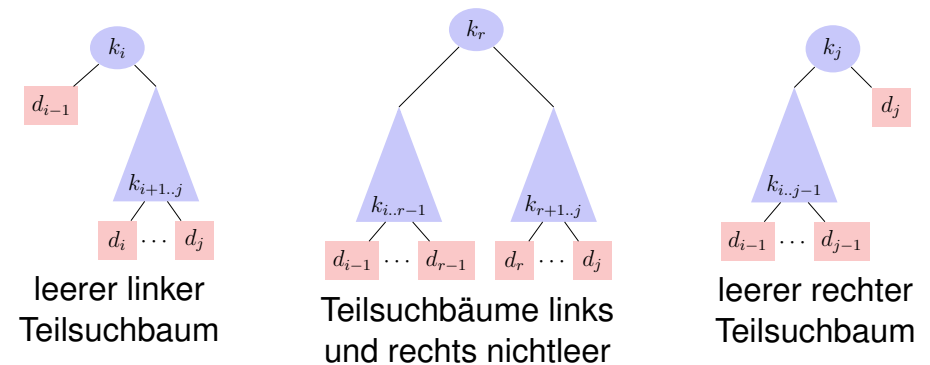 k_i
d_{i−1}
k_{i+1..j}
d_i ⋯ d_j
leerer linker
Teilsuchbaum
k_r
k_{i..r−1}
k_{r+1..j}
d_{i−1} ⋯ d_{r−1}
d_r ⋯ d_j
Teilsuchbäume links
und rechts nichtleer
k_j
d_j
k_{i..j−1}
d_{i−1} ⋯ d_{j−1}
leerer rechter
Teilsuchbaum